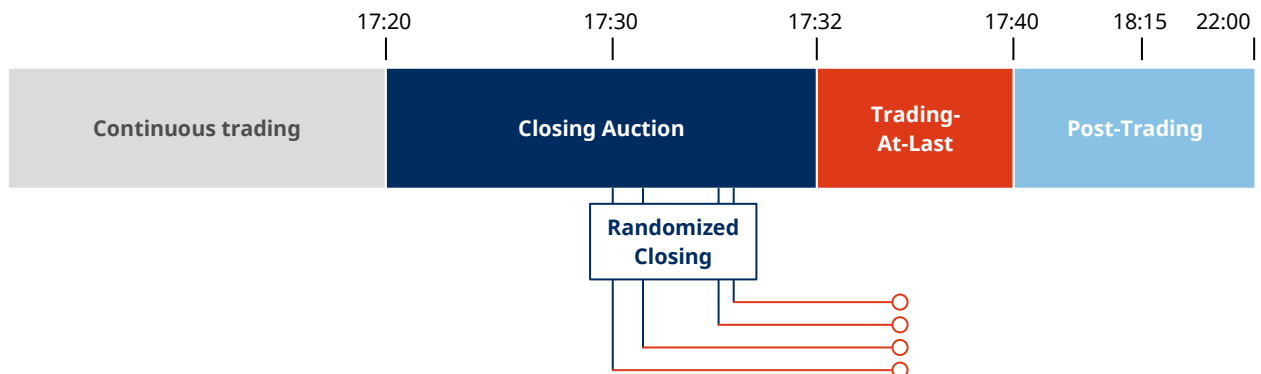 17:20 17:30 17:32 17:40 18:15 22:00
Continuous trading
Closing Auction
Trading-
At-Last
Post-Trading
Randomized
Closing